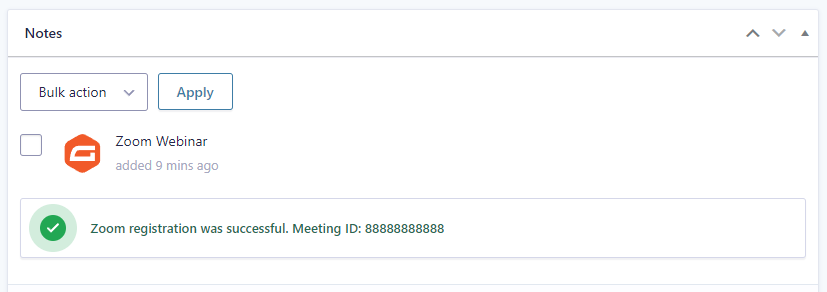 Notes
Bulk action
Apply
Zoom Webinar
added 9 mins ago
Zoom registration was successful. Meeting ID: 88888888888